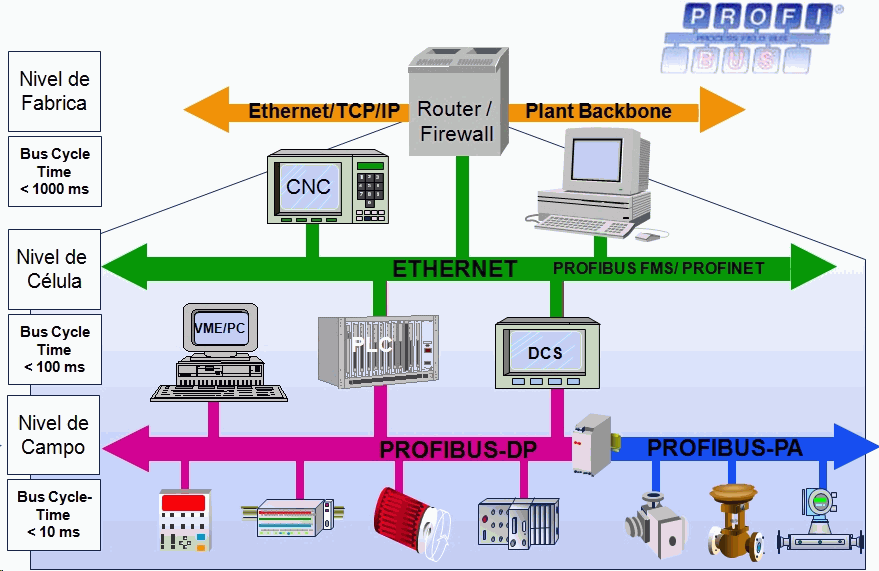 PROFI®
PROCESS FIELD BUS
BUS
Nivel de
Fabrica
Ethernet/TCP/IP
Router /
Firewall
Plant Backbone
Bus Cycle
Time
< 1000 ms
CNC
Nivel de
Célula
ETHERNET
PROFIBUS FMS/ PROFINET
Bus Cycle
Time
< 100 ms
VME/PC
PLC
DCS
Nivel de
Campo
PROFIBUS-DP
PROFIBUS-PA
Bus Cycle-
Time
< 10 ms